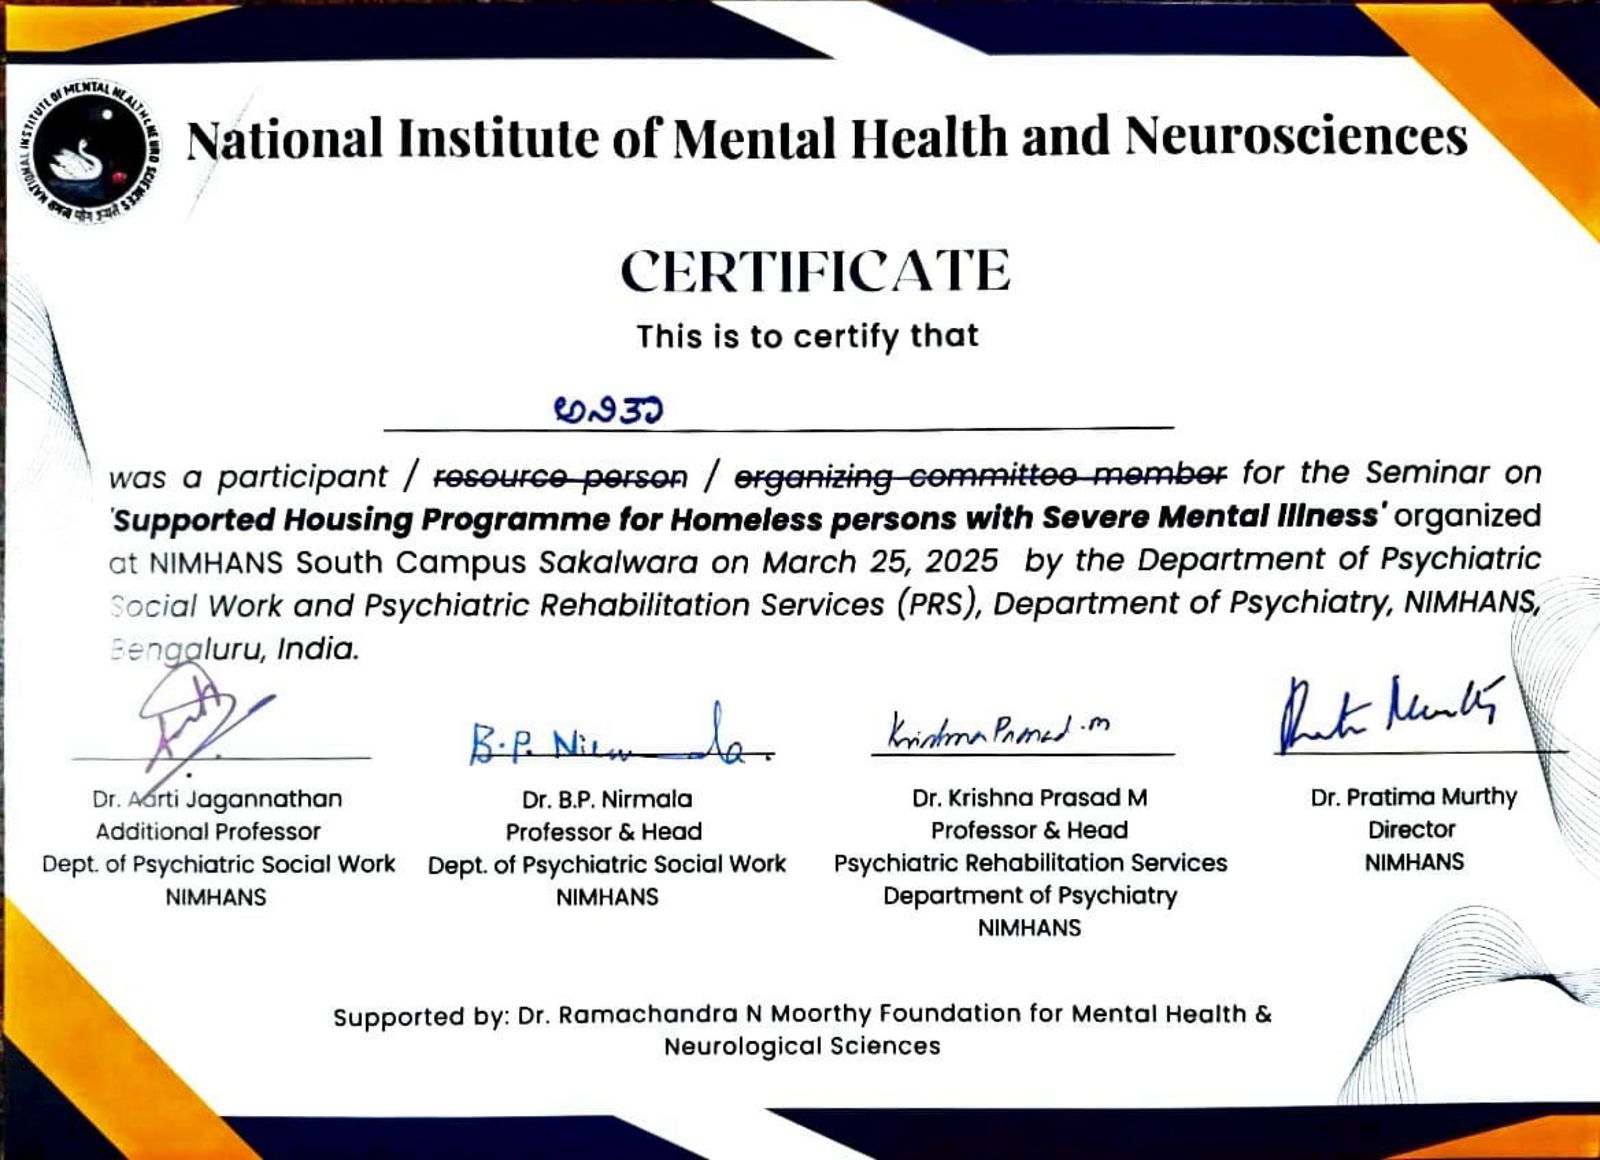 NATIONAL INSTITUTE OF MENTAL HEALTH & NEURO SCIENCES
समत्वं योग उच्यते
National Institute of Mental Health and Neurosciences
CERTIFICATE
This is to certify that
ಅನಿತಾ
was a participant / resource person / organizing committee member for the Seminar on
'Supported Housing Programme for Homeless persons with Severe Mental Illness' organized
at NIMHANS South Campus Sakalwara on March 25, 2025 by the Department of Psychiatric
Social Work and Psychiatric Rehabilitation Services (PRS), Department of Psychiatry, NIMHANS,
Bengaluru, India.
B.P. Nirmala.
Krishna Prasad .m
Pratima Murthy
Dr. Aarti Jagannathan
Additional Professor
Dept. of Psychiatric Social Work
NIMHANS
Dr. B.P. Nirmala
Professor & Head
Dept. of Psychiatric Social Work
NIMHANS
Dr. Krishna Prasad M
Professor & Head
Psychiatric Rehabilitation Services
Department of Psychiatry
NIMHANS
Dr. Pratima Murthy
Director
NIMHANS
Supported by: Dr. Ramachandra N Moorthy Foundation for Mental Health &
Neurological Sciences